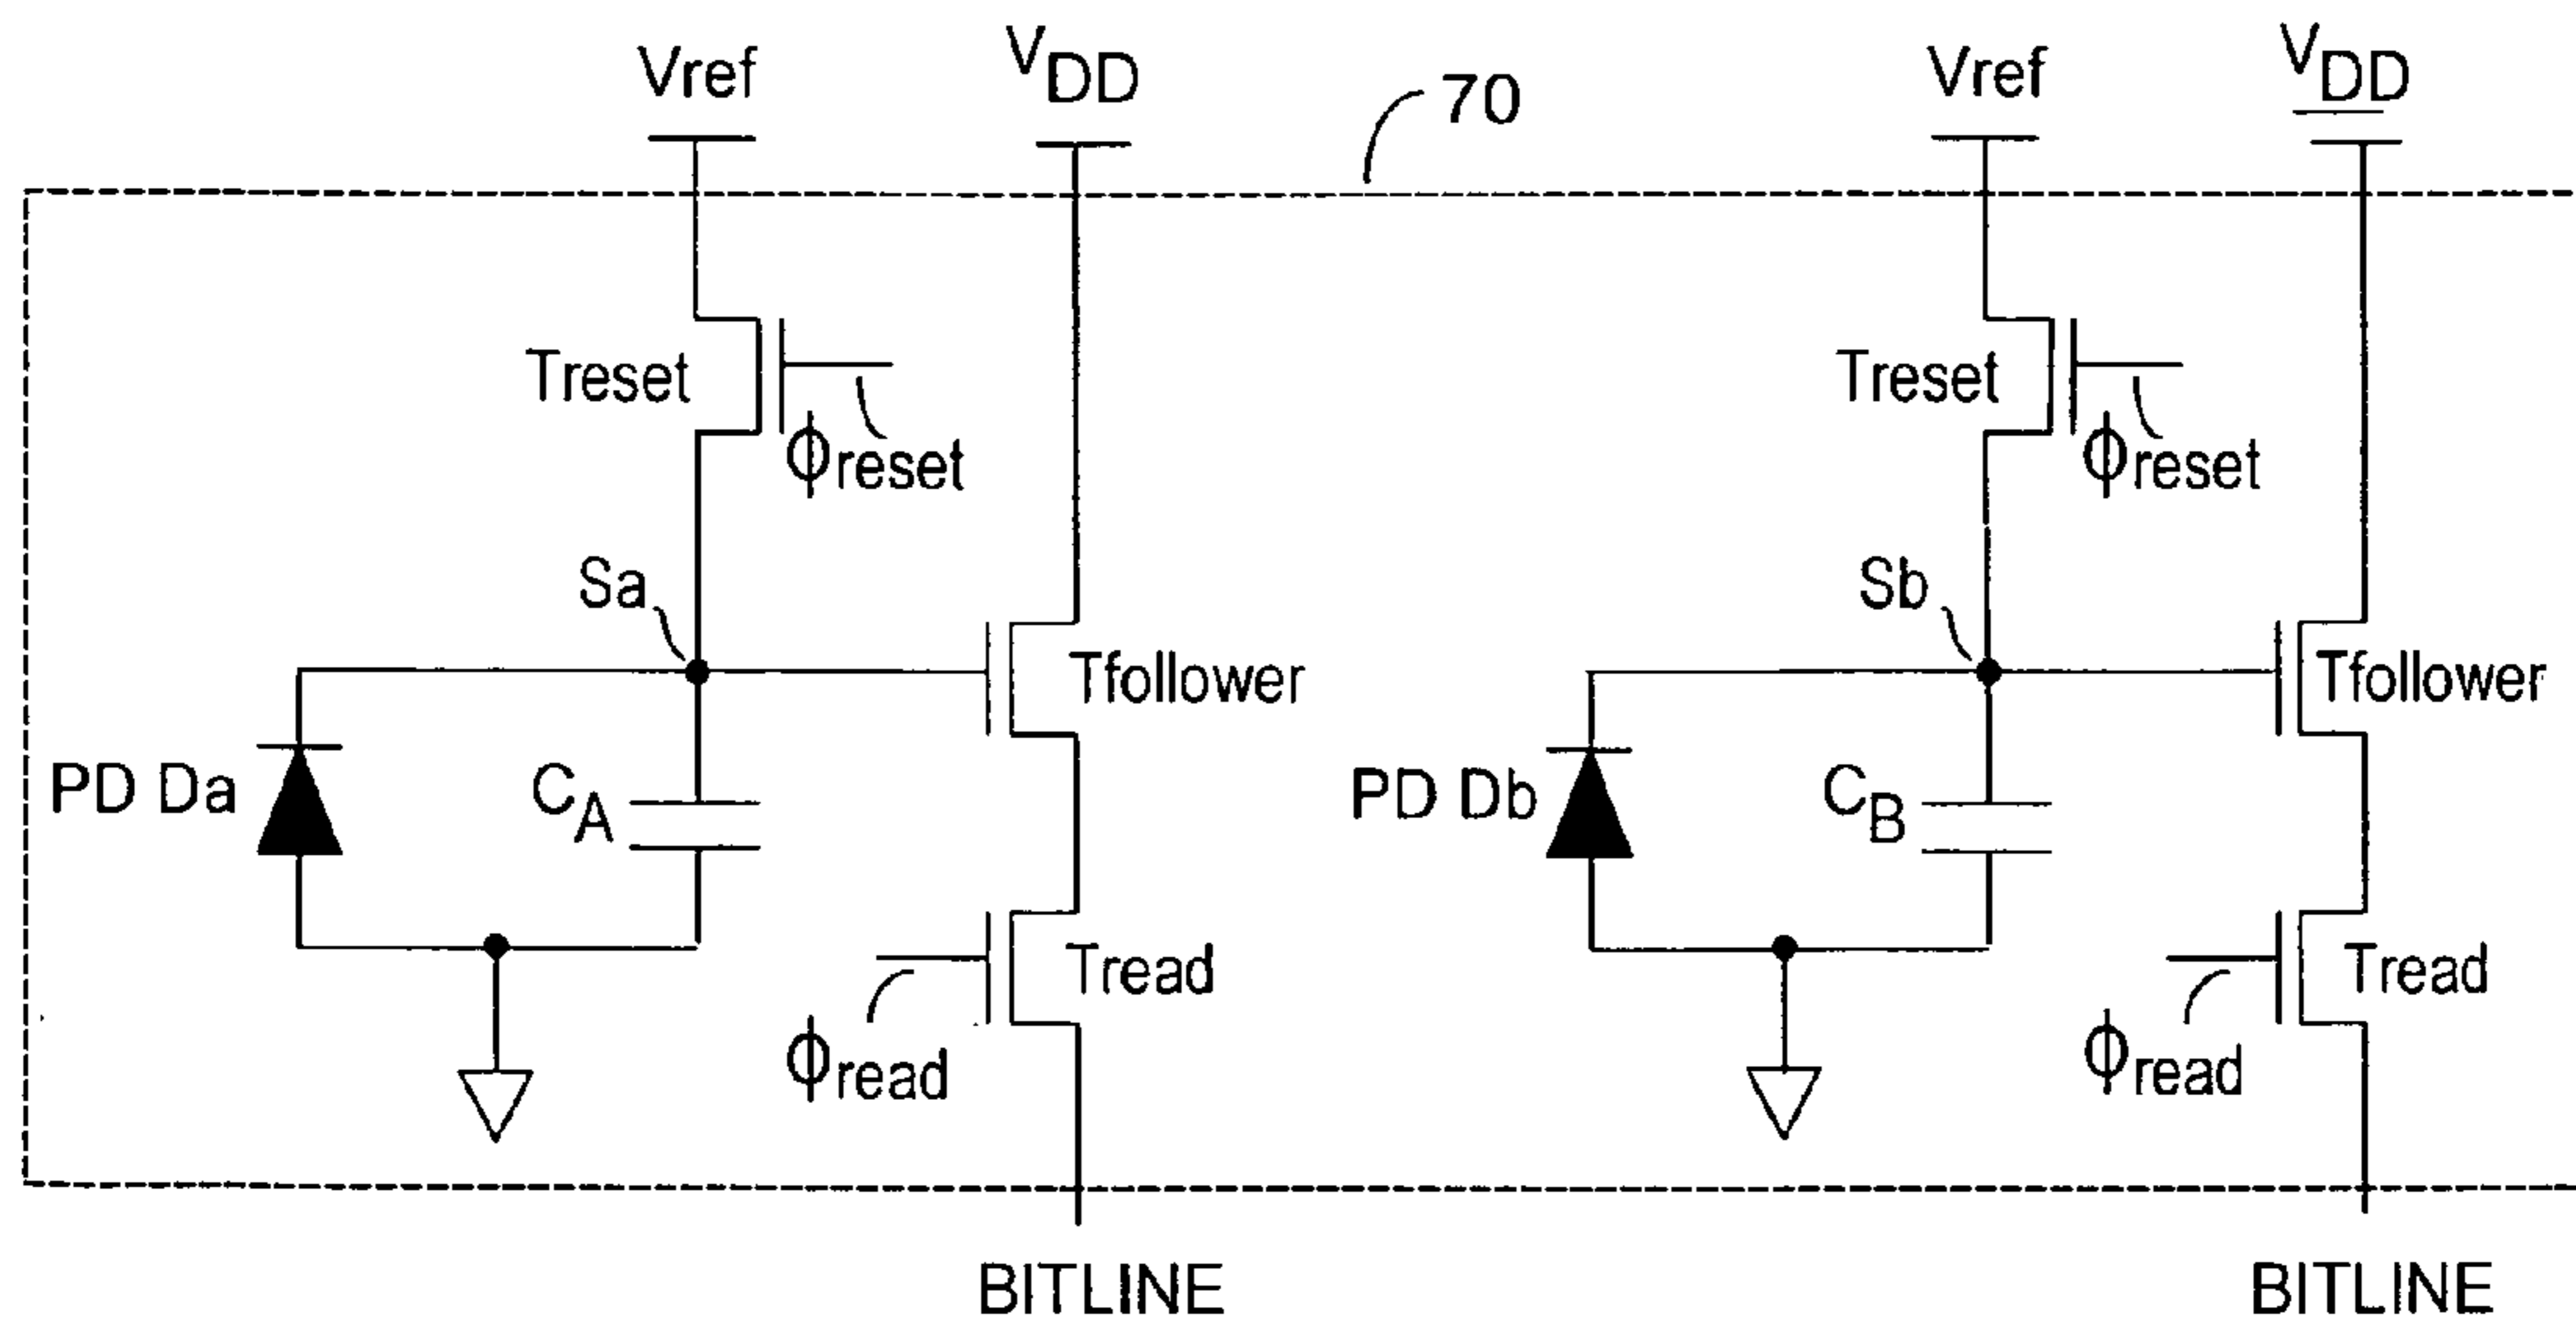 Vref
VDD
70
Vref
VDD
Treset
ϕreset
Treset
ϕreset
Sa
Sb
Tfollower
Tfollower
PD Da
CA
PD Db
CB
Tread
ϕread
Tread
ϕread
BITLINE
BITLINE